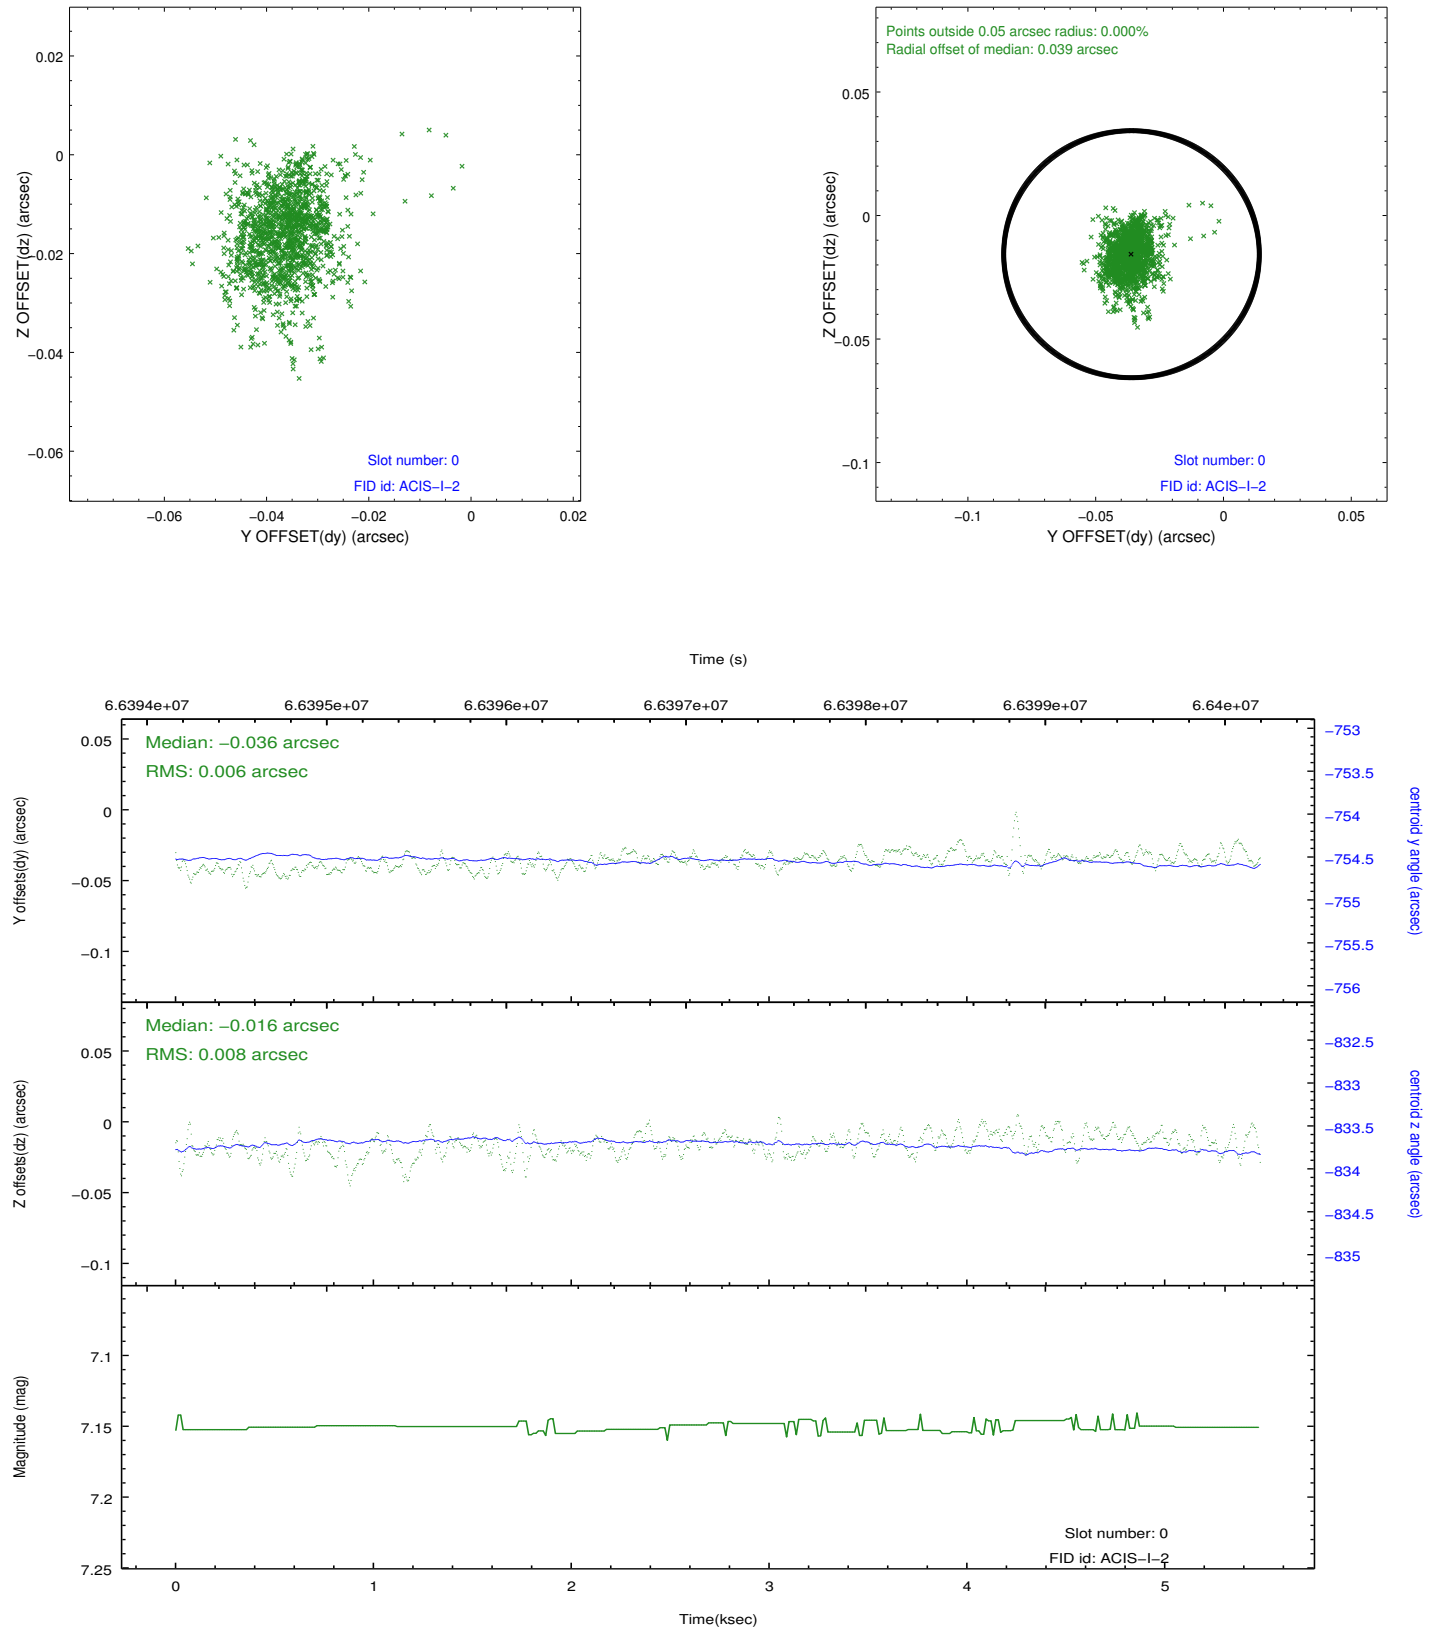 0.02
0
−0.02
−0.04
−0.06
Z OFFSET(dz) (arcsec)
Slot number: 0
FID id: ACIS−I−2
−0.06
−0.04
−0.02
0
0.02
Y OFFSET(dy) (arcsec)
Points outside 0.05 arcsec radius: 0.000%
Radial offset of median: 0.039 arcsec
0.05
0
−0.05
−0.1
Z OFFSET(dz) (arcsec)
Slot number: 0
FID id: ACIS−I−2
−0.1
−0.05
0
0.05
Y OFFSET(dy) (arcsec)
Time (s)
6.6394e+07
6.6395e+07
6.6396e+07
6.6397e+07
6.6398e+07
6.6399e+07
6.64e+07
Median: −0.036 arcsec
RMS: 0.006 arcsec
0.05
0
−0.05
−0.1
Y offsets(dy) (arcsec)
−753
−753.5
−754
−754.5
−755
−755.5
−756
centroid y angle (arcsec)
Median: −0.016 arcsec
RMS: 0.008 arcsec
0.05
0
−0.05
−0.1
Z offsets(dz) (arcsec)
−832.5
−833
−833.5
−834
−834.5
−835
centroid z angle (arcsec)
7.1
7.15
7.2
7.25
Magnitude (mag)
Slot number: 0
FID id: ACIS−I−2
0
1
2
3
4
5
Time(ksec)